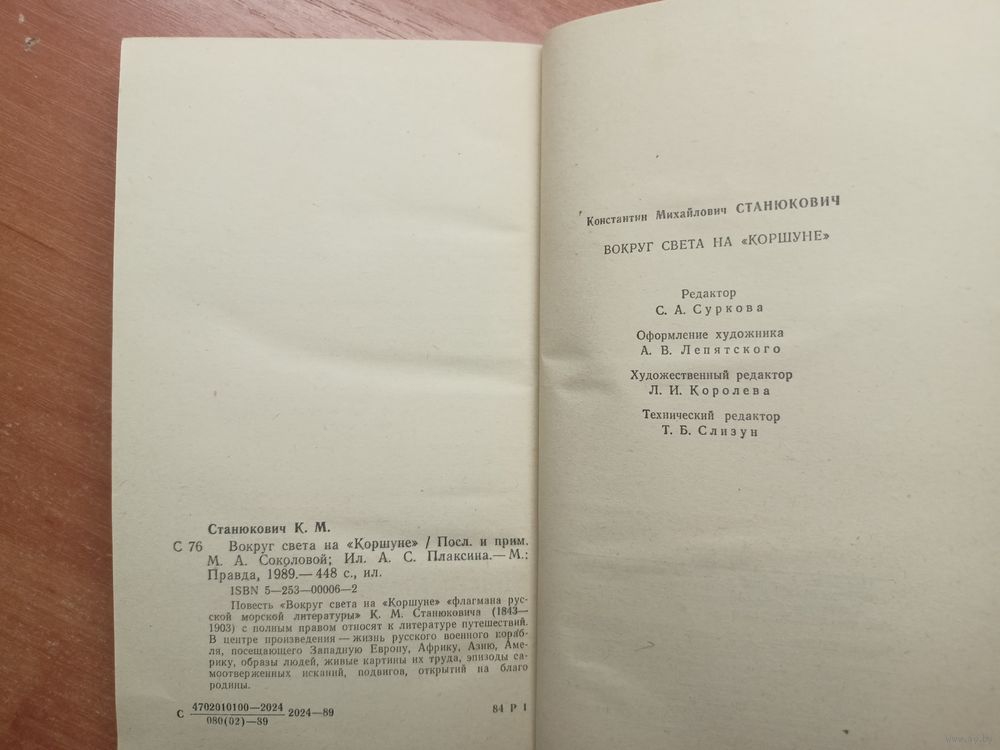 Станюкович К. М.
С 76 Вокруг света на «Коршуне» / Посл. и прим.
М. А. Соколовой; Ил. А. С. Плаксина.— М.:
Правда, 1989.— 448 с., ил.
ISBN 5—253—00006—2
Повесть «Вокруг света на «Коршуне» «флагмана рус-
ской морской литературы» К. М. Станюковича (1843—
1903) с полным правом относят к литературе путешествий.
В центре произведения — жизнь русского военного кораб-
ля, посещающего Западную Европу, Африку, Азию, Аме-
рику, образы людей, живые картины их труда, эпизоды са-
моотверженных исканий, подвигов, открытий на благо
родины.
4702010100—2024
С 2024—89
080(02)—89
84 Р 1
Константин Михайлович СТАНЮКОВИЧ
ВОКРУГ СВЕТА НА «КОРШУНЕ»
Редактор
С. А. Суркова
Оформление художника
А. В. Лепятского
Художественный редактор
Л. И. Королева
Технический редактор
Т. Б. Слизун